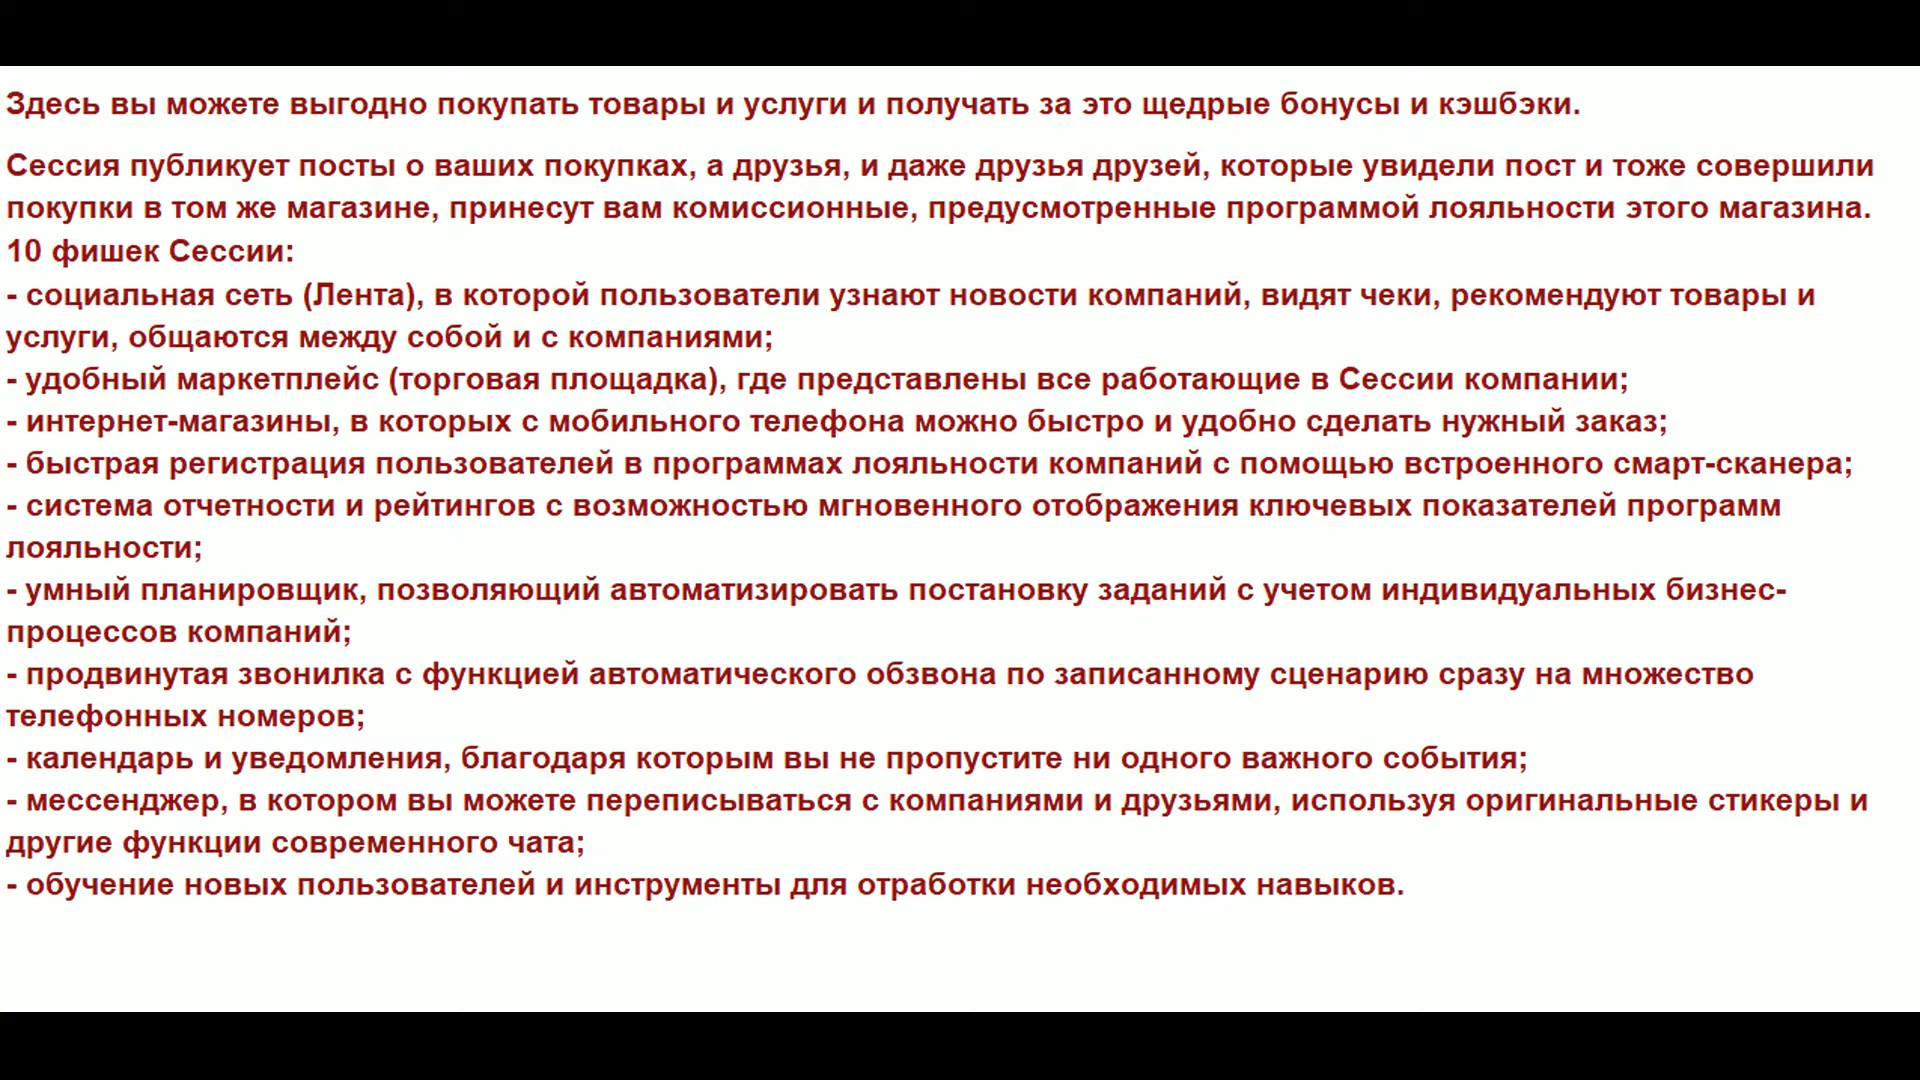 Здесь вы можете выгодно покупать товары и услуги и получать за это щедрые бонусы и кэшбэки.
Сессия публикует посты о ваших покупках, а друзья, и даже друзья друзей, которые увидели пост и тоже совершили
покупки в том же магазине, принесут вам комиссионные, предусмотренные программой лояльности этого магазина.
10 фишек Сессии:
- социальная сеть (Лента), в которой пользователи узнают новости компаний, видят чеки, рекомендуют товары и
услуги, общаются между собой и с компаниями;
- удобный маркетплейс (торговая площадка), где представлены все работающие в Сессии компании;
- интернет-магазины, в которых с мобильного телефона можно быстро и удобно сделать нужный заказ;
- быстрая регистрация пользователей в программах лояльности компаний с помощью встроенного смарт-сканера;
- система отчетности и рейтингов с возможностью мгновенного отображения ключевых показателей программ
лояльности;
- умный планировщик, позволяющий автоматизировать постановку заданий с учетом индивидуальных бизнес-
процессов компаний;
- продвинутая звонилка с функцией автоматического обзвона по записанному сценарию сразу на множество
телефонных номеров;
- календарь и уведомления, благодаря которым вы не пропустите ни одного важного события;
- мессенджер, в котором вы можете переписываться с компаниями и друзьями, используя оригинальные стикеры и
другие функции современного чата;
- обучение новых пользователей и инструменты для отработки необходимых навыков.